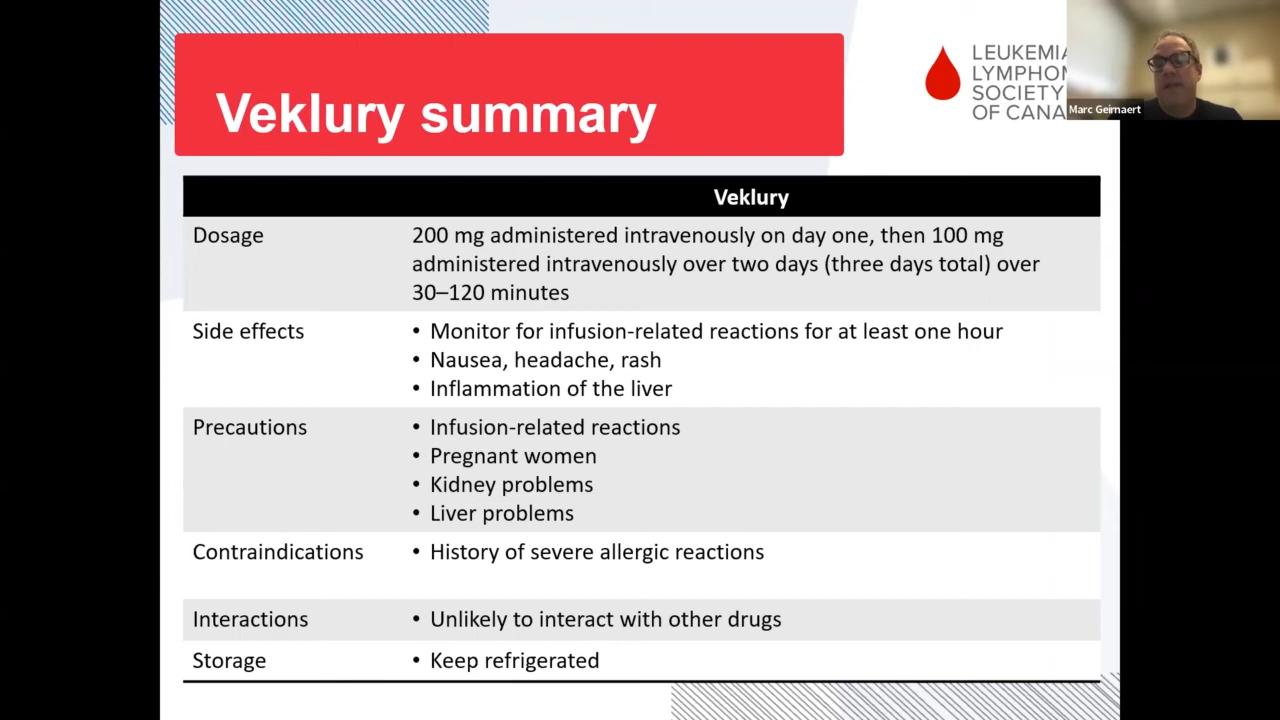 Veklury summary
LEUKEMIA
LYMPHOM
SOCIETY
OF CANA
Marc Geirnaert
Veklury
Dosage
200 mg administered intravenously on day one, then 100 mg
administered intravenously over two days (three days total) over
30–120 minutes
Side effects
• Monitor for infusion-related reactions for at least one hour
• Nausea, headache, rash
• Inflammation of the liver
Precautions
• Infusion-related reactions
• Pregnant women
• Kidney problems
• Liver problems
Contraindications
• History of severe allergic reactions
Interactions
• Unlikely to interact with other drugs
Storage
• Keep refrigerated